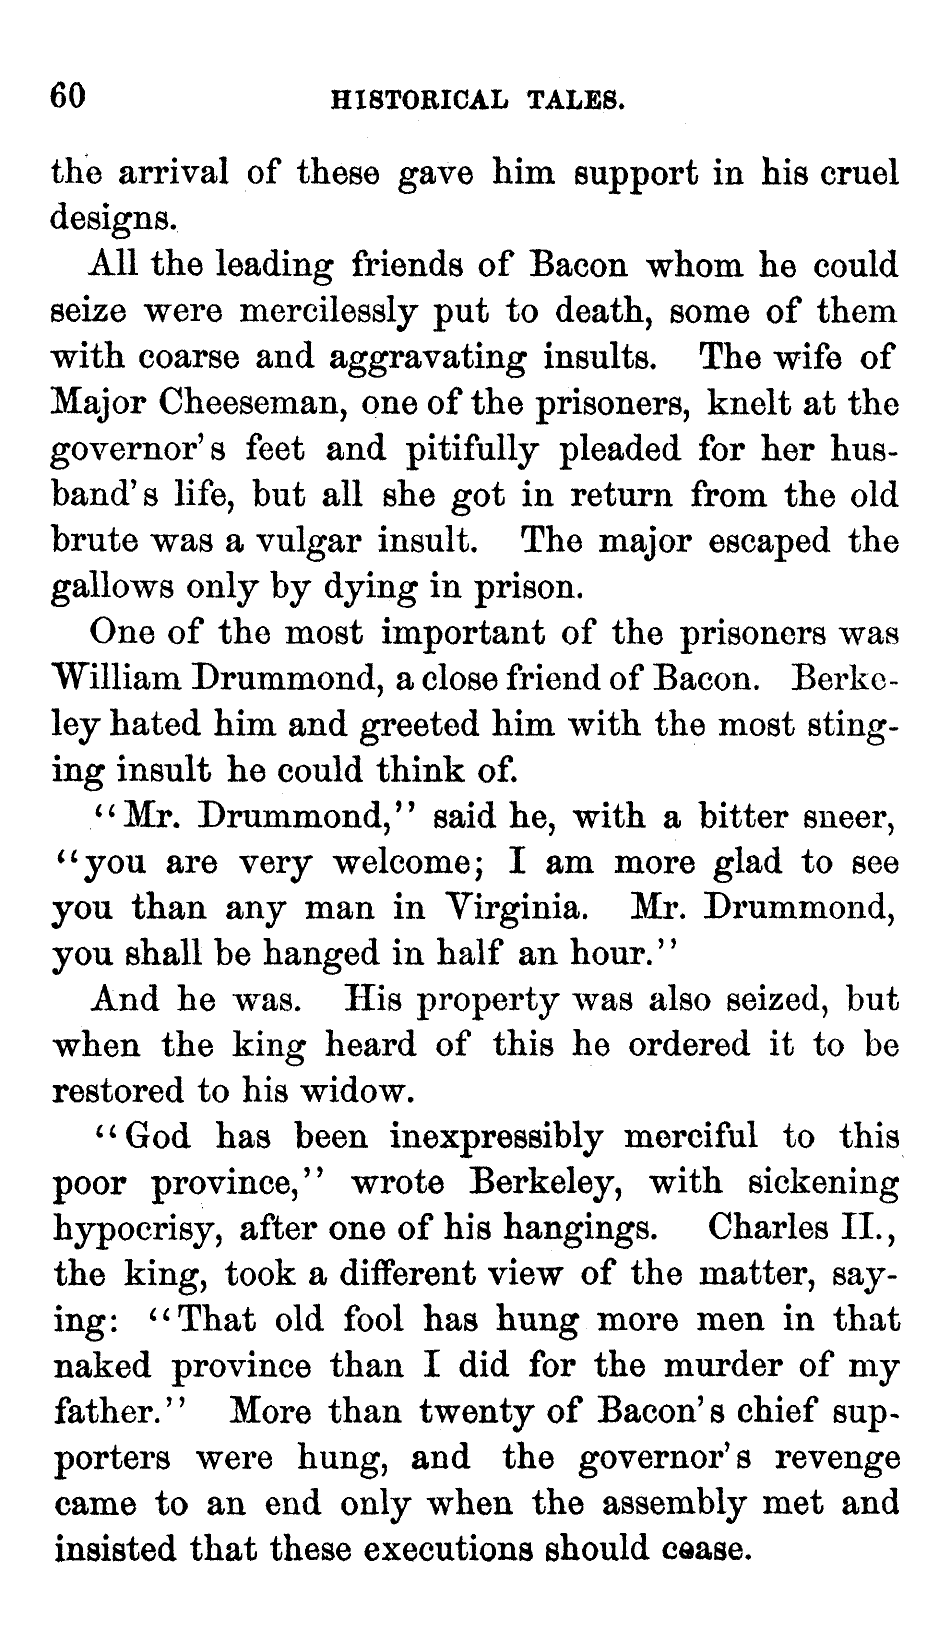 60 HISTORICAL TALES.
the arrival of these gave him support in his cruel
designs.
All the leading friends of Bacon whom he could
seize were mercilessly put to death, some of them
with coarse and aggravating insults. The wife of
Major Cheeseman, one of the prisoners, knelt at the
governor's feet and pitifully pleaded for her hus-
band's life, but all she got in return from the old
brute was a vulgar insult. The major escaped the
gallows only by dying in prison.
One of the most important of the prisoners was
William Drummond, a close friend of Bacon. Berke-
ley hated him and greeted him with the most sting-
ing insult he could think of.
"Mr. Drummond," said he, with a bitter sneer,
"you are very welcome; I am more glad to see
you than any man in Virginia. Mr. Drummond,
you shall be hanged in half an hour."
And he was. His property was also seized, but
when the king heard of this he ordered it to be
restored to his widow.
"God has been inexpressibly merciful to this
poor province," wrote Berkeley, with sickening
hypocrisy, after one of his hangings. Charles II.,
the king, took a different view of the matter, say-
ing: "That old fool has hung more men in that
naked province than I did for the murder of my
father." More than twenty of Bacon's chief sup-
porters were hung, and the governor's revenge
came to an end only when the assembly met and
insisted that these executions should cease.